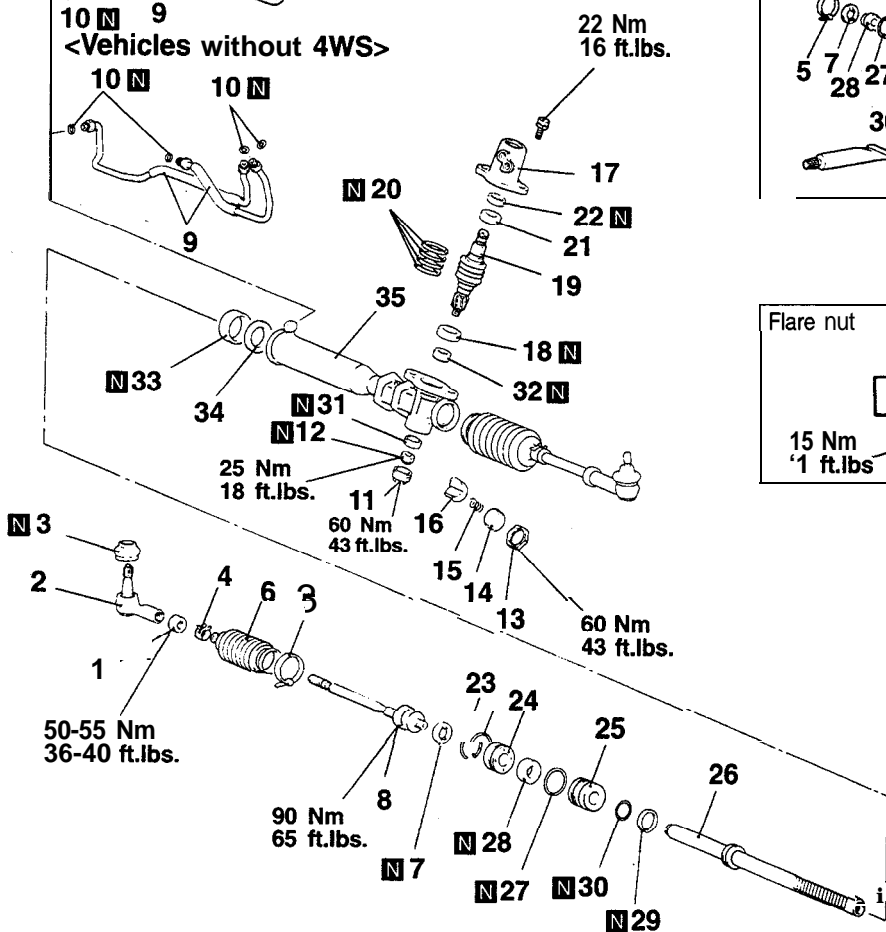 10 N 9
<Vehicles without 4WS>
10 N
10 N
9
22 Nm
16 ft.lbs.
17
N 20
22 N
21
19
5
7
28
27
35
18 N
32 N
N 33
34
N 31
N 12
25 Nm
18 ft.lbs.
11
60 Nm
43 ft.lbs.
16
15
14
13
60 Nm
43 ft.lbs.
Flare nut
15 Nm
‘1 ft.lbs
N 3
2
4
6
1
50-55 Nm
36-40 ft.lbs.
23
24
25
26
8
90 Nm
65 ft.lbs.
N 7
N 28
N 27
N 30
N 29
i